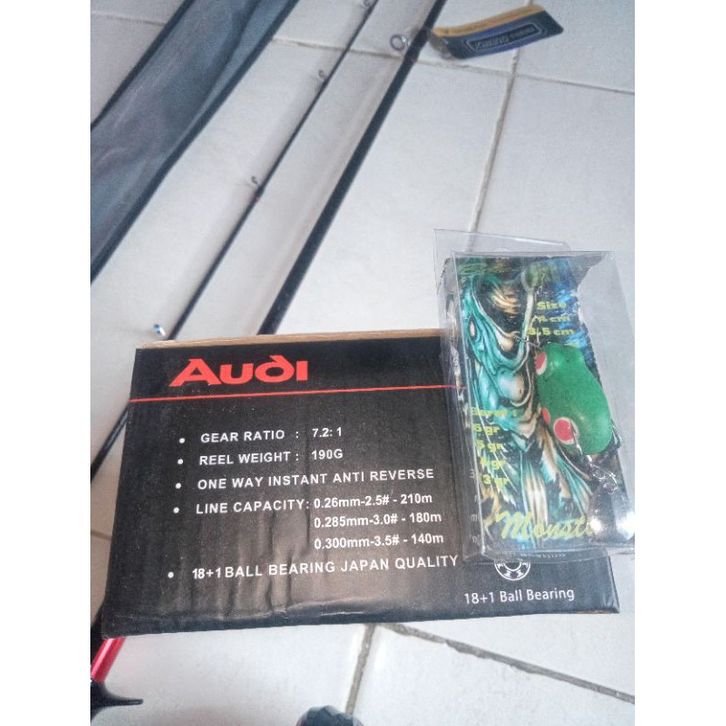 Audi
• GEAR RATIO : 7.2: 1
• REEL WEIGHT : 190G
• ONE WAY INSTANT ANTI REVERSE
• LINE CAPACITY: 0.26mm-2.5# - 210m
0.285mm-3.0# - 180m
0.300mm-3.5# - 140m
• 18+1 BALL BEARING JAPAN QUALITY
18+1 Ball Bearing
Size
5.5 cm